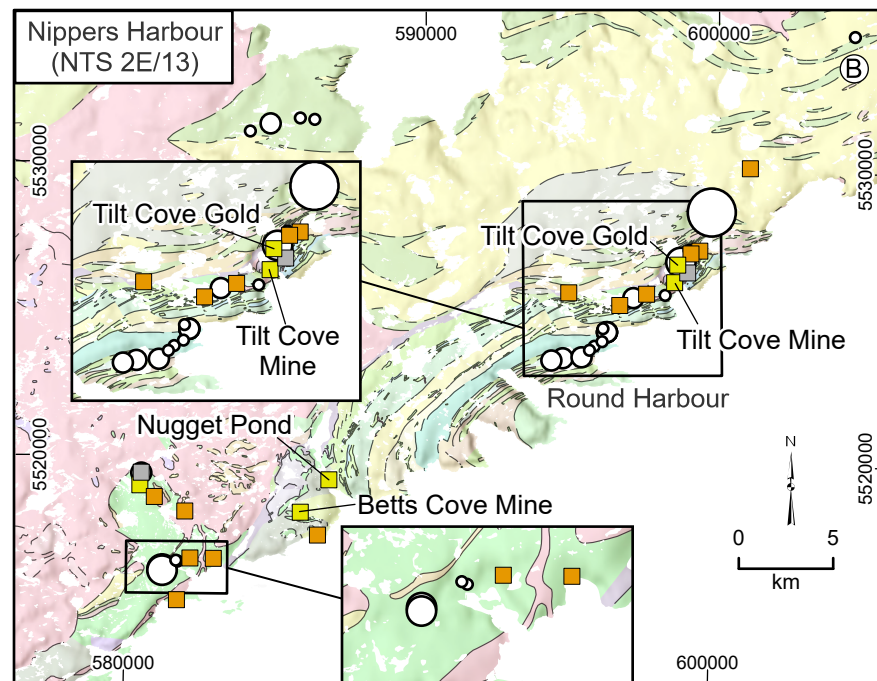 Nippers Harbour
(NTS 2E/13)
590000
600000
B
5530000
5530000
Tilt Cove Gold
Tilt Cove Gold
Tilt Cove
Mine
Tilt Cove Mine
Round Harbour
Nugget Pond
Betts Cove Mine
5520000
5520000
N
0 5
km
580000
600000